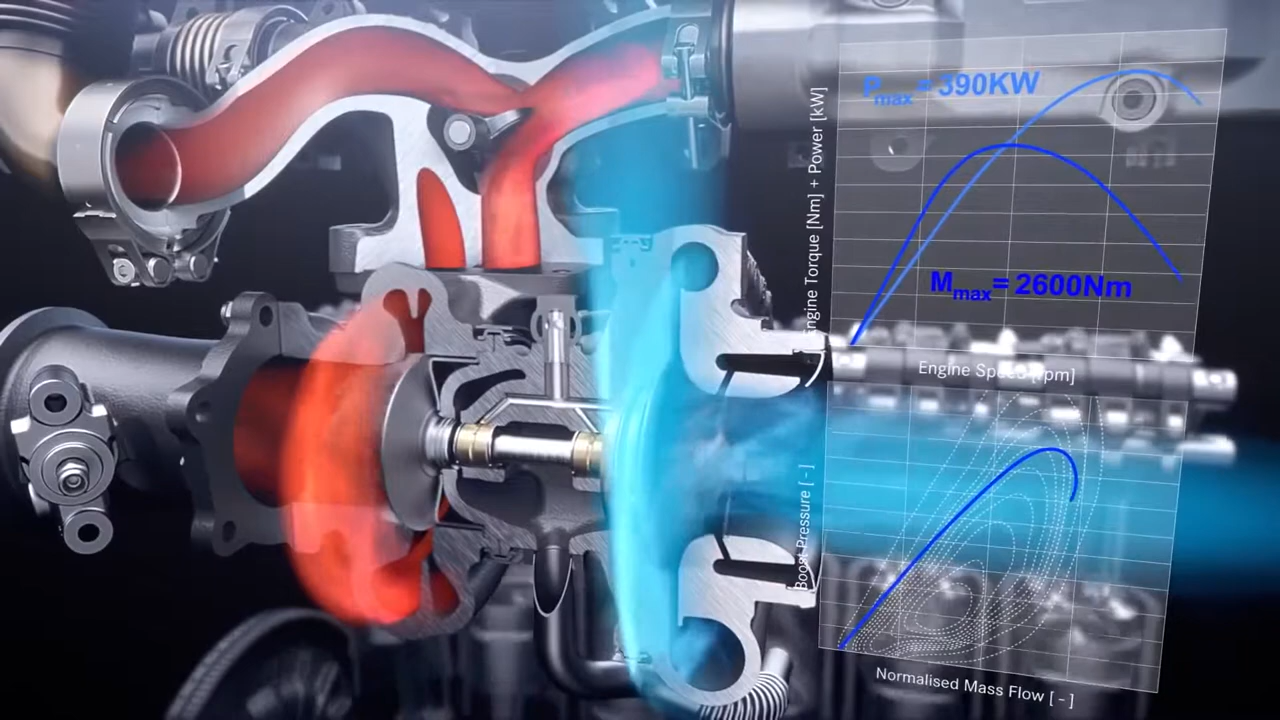 Pmax = 390KW
Engine Torque [Nm] + Power [kW]
Mmax = 2600Nm
Engine Speed [rpm]
Boost Pressure [ - ]
Normalised Mass Flow [ - ]